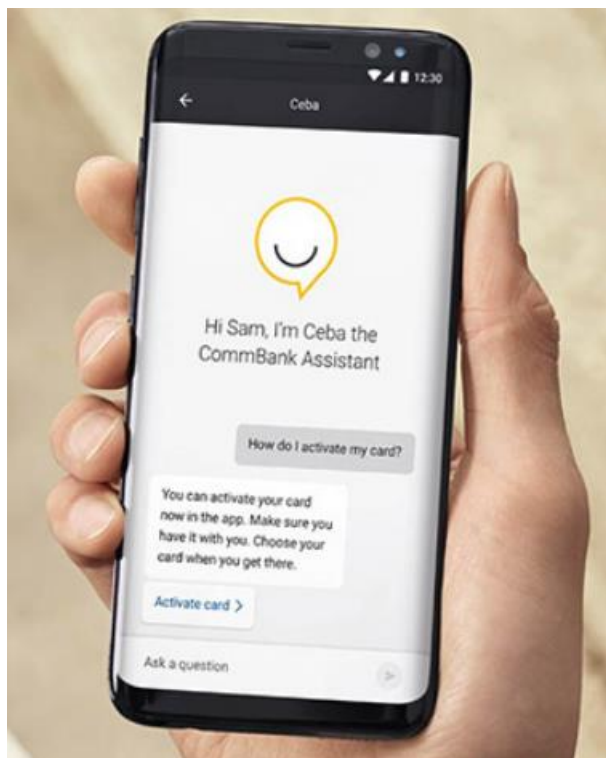 12:30
Ceba
Hi Sam, I'm Ceba the
CommBank Assistant
How do I activate my card?
You can activate your card
now in the app. Make sure you
have it with you. Choose your
card when you get there.
Activate card >
Ask a question